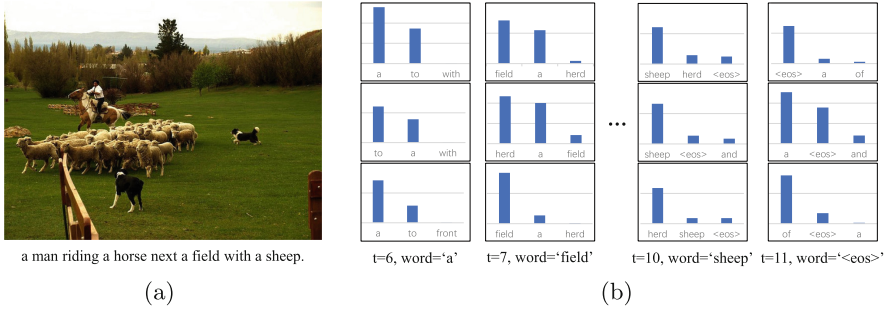 a to with
field a herd
sheep herd <eos>
<eos> a of
to a with
herd a field
...
sheep <eos> and
a <eos> and
a to front
field a herd
herd sheep <eos>
of <eos> a
a man riding a horse next a field with a sheep.
t=6, word=‘a’
t=7, word=‘field’
t=10, word=‘sheep’
t=11, word=‘<eos>’
(a)
(b)